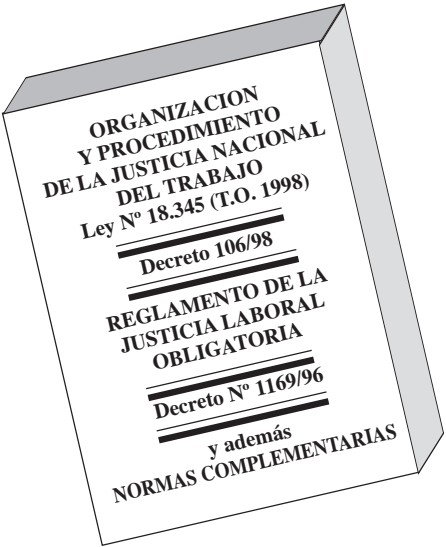 ORGANIZACION
Y PROCEDIMIENTO
DE LA JUSTICIA NACIONAL
DEL TRABAJO
Ley Nº 18.345 (T.O. 1998)
Decreto 106/98
REGLAMENTO DE LA
JUSTICIA LABORAL
OBLIGATORIA
Decreto Nº 1169/96
y además
NORMAS COMPLEMENTARIAS